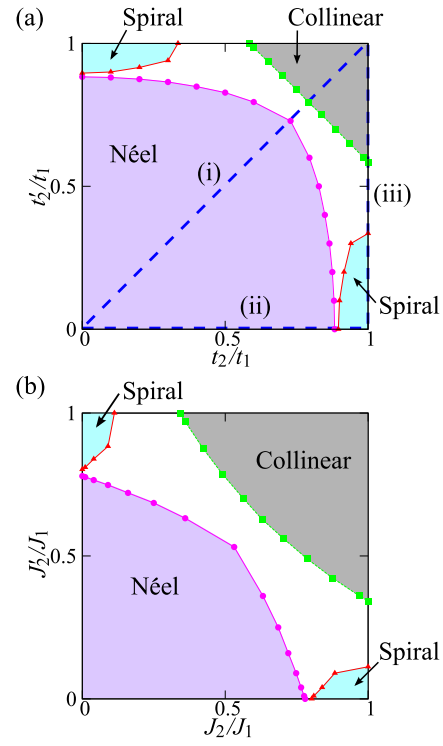 (a)
Spiral
Collinear
1
Néel
(i)
0.5
t₂'/t₁
(iii)
(ii)
Spiral
0
0
0.5
1
t₂/t₁
(b)
Spiral
1
Collinear
0.5
J₂'/J₁
Néel
Spiral
0
0
0.5
1
J₂/J₁